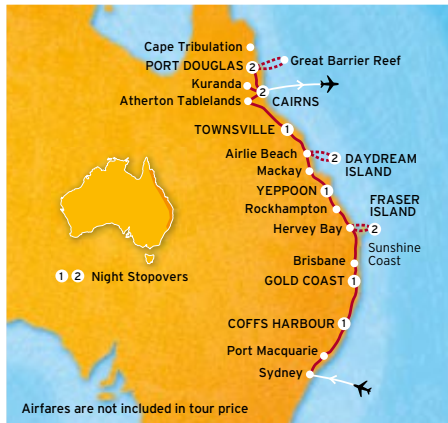 Cape Tribulation
PORT DOUGLAS 2
Great Barrier Reef
Kuranda
2
CAIRNS
Atherton Tablelands
TOWNSVILLE 1
Airlie Beach
2 DAYDREAM
ISLAND
Mackay
YEPPOON 1
Rockhampton
FRASER
ISLAND
Hervey Bay
2
Sunshine
Coast
Brisbane
GOLD COAST 1
COFFS HARBOUR 1
Port Macquarie
Sydney
1 2 Night Stopovers
Airfares are not included in tour price